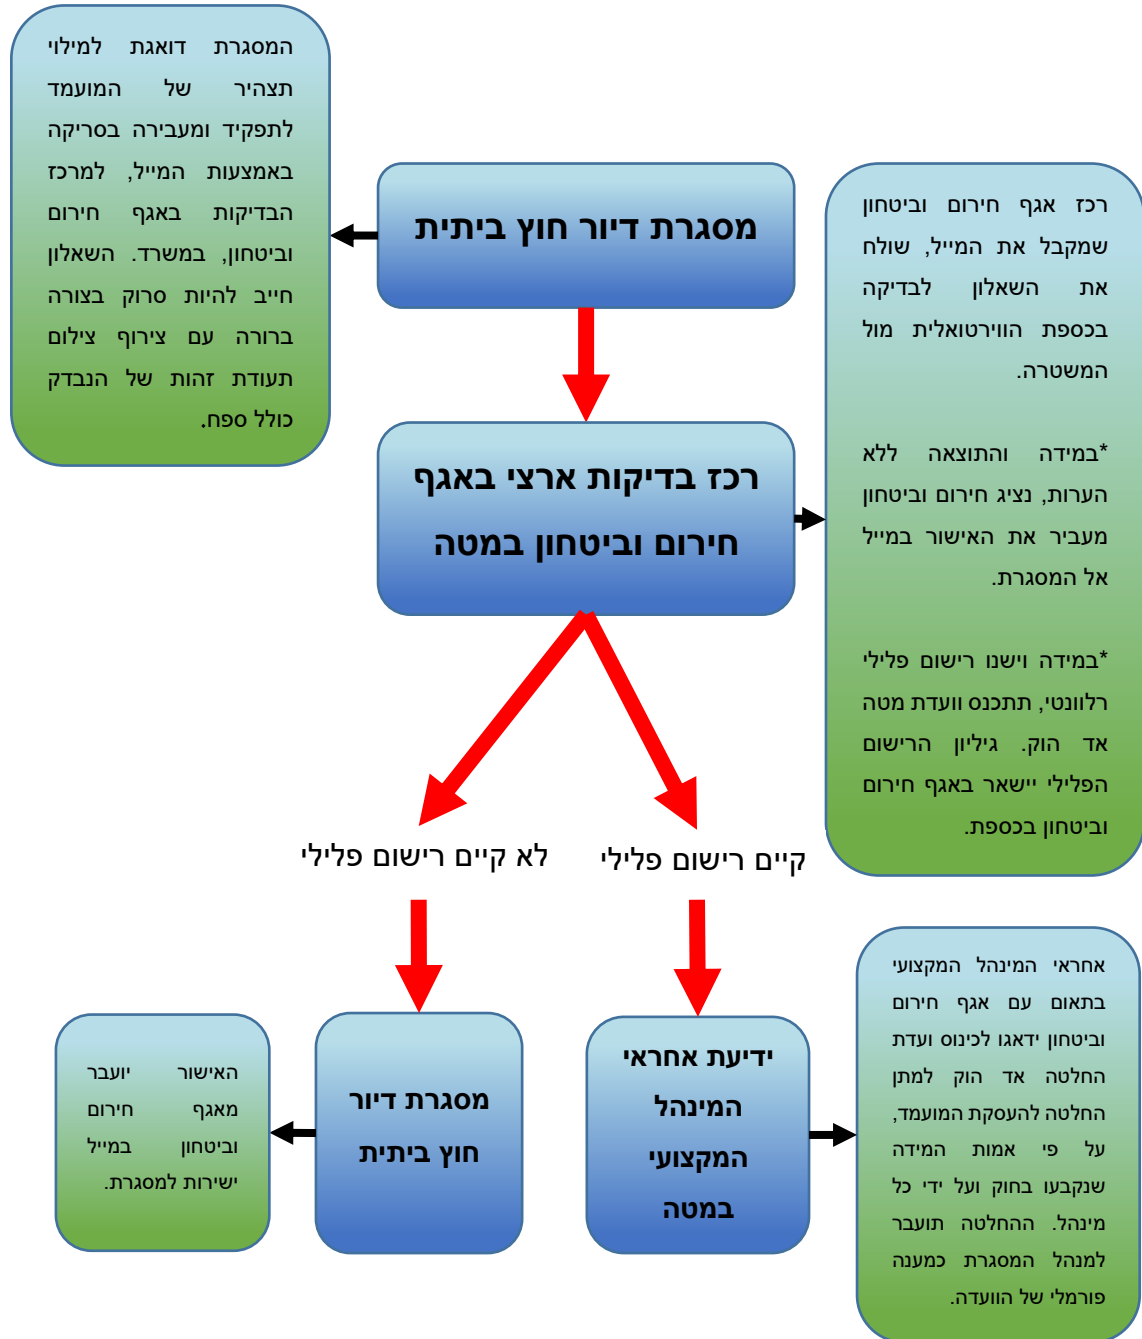 המסגרת דואגת למילוי
תצהיר של המועמד
לתפקיד ומעבירה בסריקה
באמצעות המייל, למרכז
הבדיקות באגף חירום
וביטחון, במשרד. השאלון
חייב להיות סרוק בצורה
ברורה עם צירוף צילום
תעודת זהות של הנבדק
כולל ספח.
מסגרת דיור חוץ ביתית
רכז אגף חירום וביטחון
שמקבל את המייל, שולח
את השאלון לבדיקה
בכספת הווירטואלית מול
המשטרה.
*במידה והתוצאה ללא
הערות, נציג חירום וביטחון
מעביר את האישור במייל
אל המסגרת.
*במידה וישנו רישום פלילי
רלוונטי, תתכנס וועדת מטה
אד הוק. גיליון הרישום
הפלילי יישאר באגף חירום
וביטחון בכספת.
רכז בדיקות ארצי באגף
חירום וביטחון במטה
קיים רישום פלילי
לא קיים רישום פלילי
אחראי המינהל המקצועי
בתאום עם אגף חירום
וביטחון ידאגו לכינוס ועדת
החלטה אד הוק למתן
החלטה להעסקת המועמד,
על פי אמות המידה
שנקבעו בחוק ועל ידי כל
מינהל. ההחלטה תועבר
למנהל המסגרת כמענה
פורמלי של הוועדה.
ידיעת אחראי
המינהל
המקצועי
במטה
מסגרת דיור
חוץ ביתית
האישור יועבר
מאגף חירום
וביטחון במייל
ישירות למסגרת.